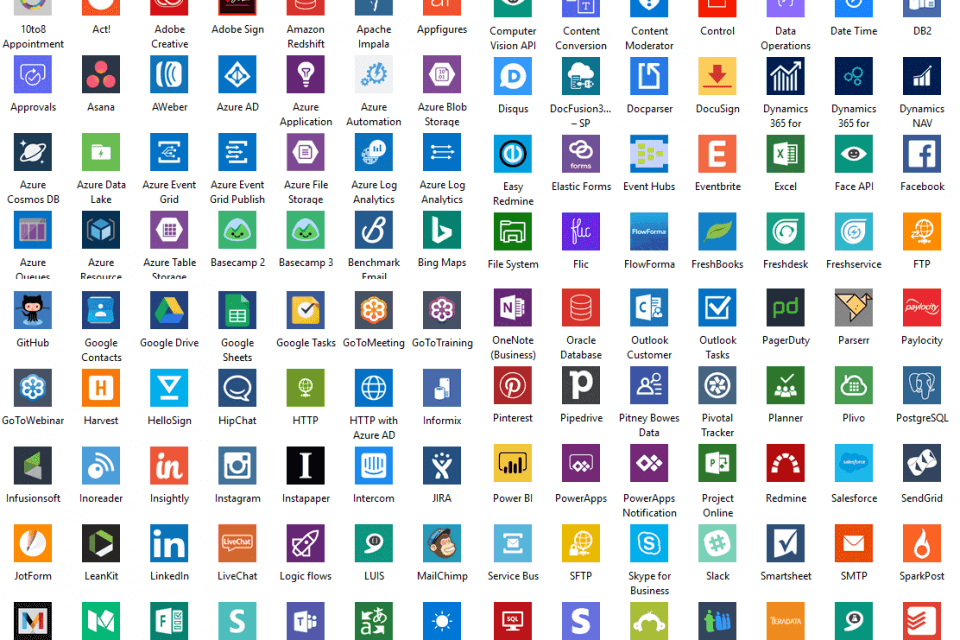 10to8 Act! Adobe Adobe Sign Amazon Apache Appfigures
Appointment Creative Redshift Impala
Computer Content Content Control Data Date Time DB2
Vision API Conversion Moderator Operations
Approvals Asana AWeber Azure AD Azure Azure Azure Blob
Application Automation Storage
Disqus DocFusion3... Docparser DocuSign Dynamics Dynamics Dynamics
– SP 365 for 365 for NAV
Azure Azure Data Azure Event Azure Event Azure File Azure Log Azure Log
Cosmos DB Lake Grid Grid Publish Storage Analytics Analytics
forms
Easy Elastic Forms Event Hubs Eventbrite Excel Face API Facebook
Redmine
Azure Azure Azure Table Basecamp 2 Basecamp 3 Benchmark Bing Maps
Queues Resource Storage Email
flic FlowForma
File System Flic FlowForma FreshBooks Freshdesk Freshservice FTP
GitHub Google Google Drive Google Google Tasks GoToMeeting GoToTraining
Contacts Sheets
pd paylocity
OneNote Oracle Outlook Outlook PagerDuty Parserr Paylocity
(Business) Database Customer Tasks
GoToWebinar Harvest HelloSign HipChat HTTP HTTP with Informix
Azure AD
Pinterest Pipedrive Pitney Bowes Pivotal Planner Plivo PostgreSQL
Data Tracker
in I
Infusionsoft Inoreader Insightly Instagram Instapaper Intercom JIRA
salesforce
Power BI PowerApps PowerApps Project Redmine Salesforce SendGrid
Notification Online
in LiveChat
JotForm LeanKit LinkedIn LiveChat Logic flows LUIS MailChimp
Service Bus SFTP Skype for Slack Smartsheet SMTP SparkPost
Business
SQL TERADATA